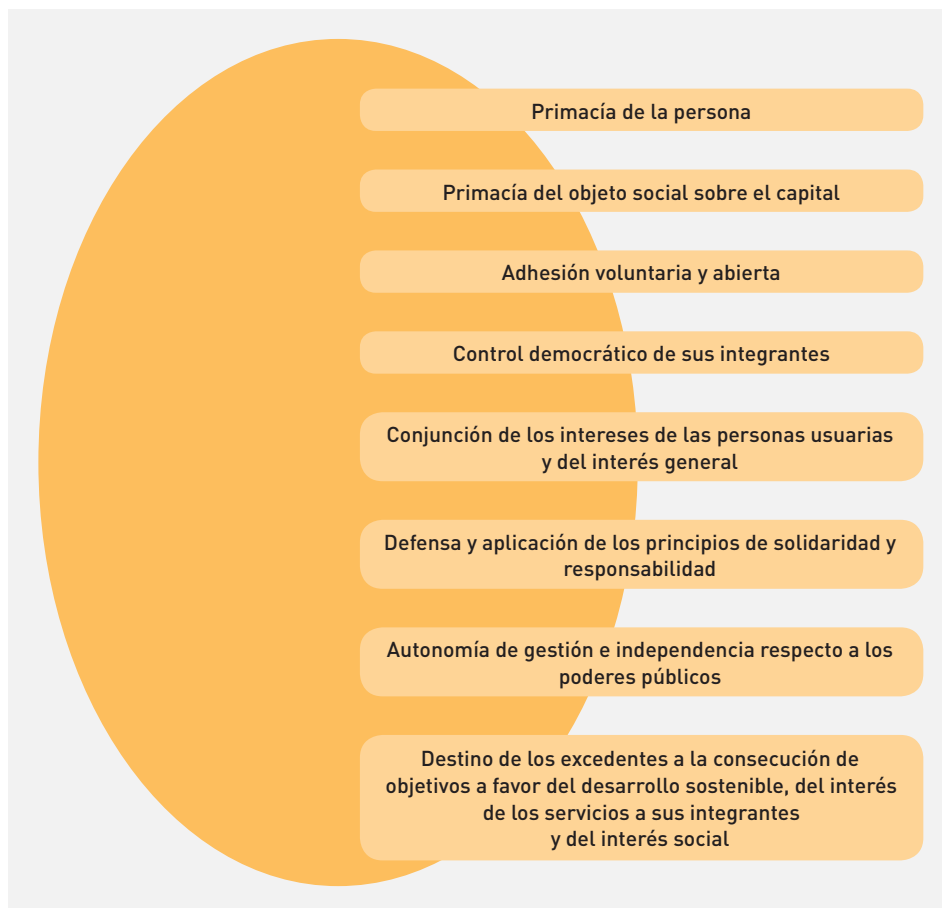 Primacía de la persona
Primacía del objeto social sobre el capital
Adhesión voluntaria y abierta
Control democrático de sus integrantes
Conjunción de los intereses de las personas usuarias
y del interés general
Defensa y aplicación de los principios de solidaridad y
responsabilidad
Autonomía de gestión e independencia respecto a los
poderes públicos
Destino de los excedentes a la consecución de
objetivos a favor del desarrollo sostenible, del interés
de los servicios a sus integrantes
y del interés social